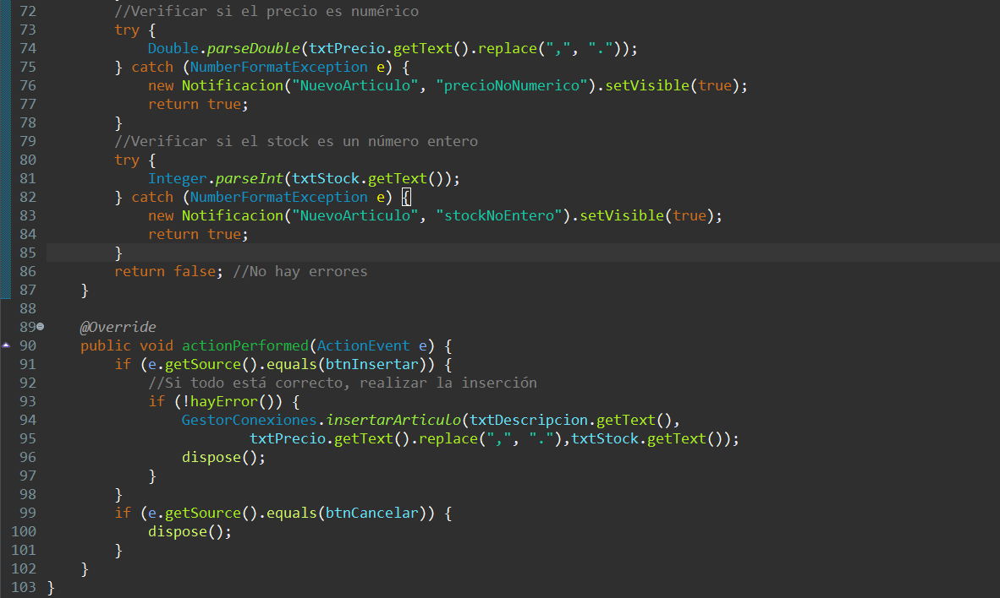 72 //Verificar si el precio es numérico
73 try {
74 Double.parseDouble(txtPrecio.getText().replace(",", "."));
75 } catch (NumberFormatException e) {
76 new Notificacion("NuevoArticulo", "precioNoNumerico").setVisible(true);
77 return true;
78 }
79 //Verificar si el stock es un número entero
80 try {
81 Integer.parseInt(txtStock.getText());
82 } catch (NumberFormatException e) {
83 new Notificacion("NuevoArticulo", "stockNoEntero").setVisible(true);
84 return true;
85 }
86 return false; //No hay errores
87 }
88
89 @Override
90 public void actionPerformed(ActionEvent e) {
91 if (e.getSource().equals(btnInsertar)) {
92 //Si todo está correcto, realizar la inserción
93 if (!hayError()) {
94 GestorConexiones.insertarArticulo(txtDescripcion.getText(),
95 txtPrecio.getText().replace(",", "."),txtStock.getText());
96 dispose();
97 }
98 }
99 if (e.getSource().equals(btnCancelar)) {
100 dispose();
101 }
102 }
103 }